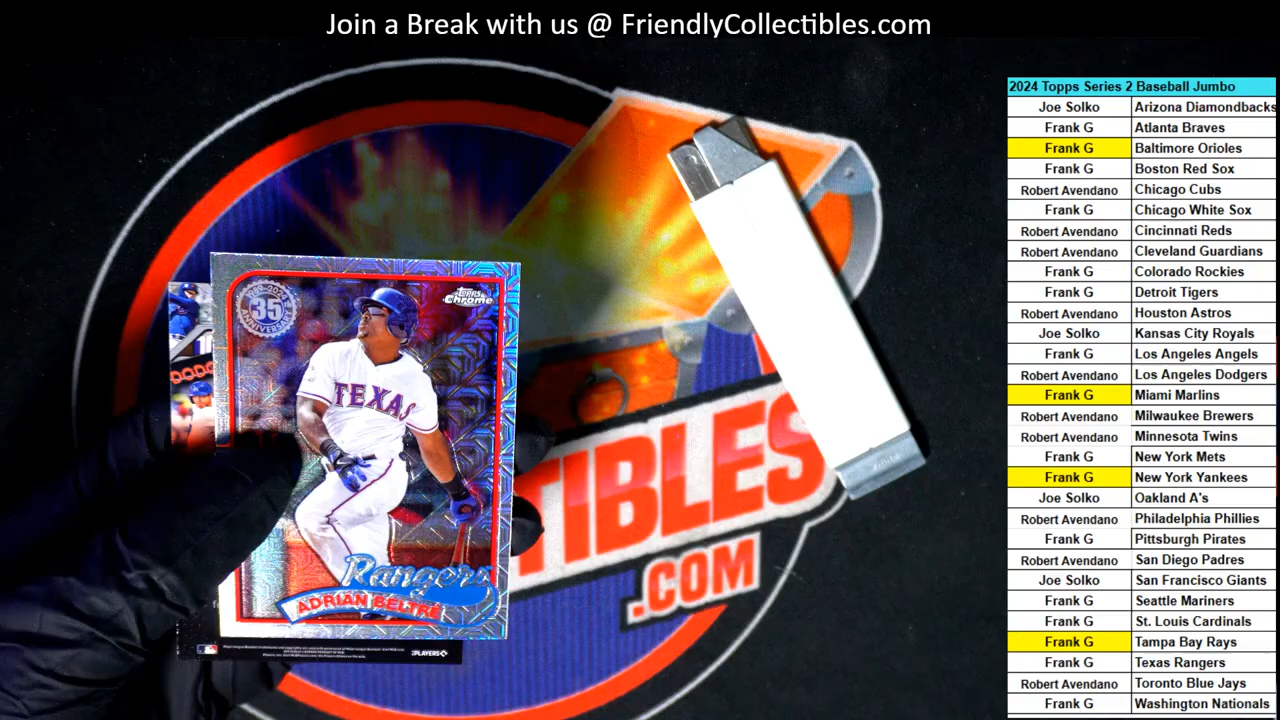 Join a Break with us @ FriendlyCollectibles.com
2024 Topps Series 2 Baseball Jumbo
Joe Solko Arizona Diamondbacks
Frank G Atlanta Braves
Frank G Baltimore Orioles
Frank G Boston Red Sox
Robert Avendano Chicago Cubs
Frank G Chicago White Sox
Robert Avendano Cincinnati Reds
Robert Avendano Cleveland Guardians
Frank G Colorado Rockies
Frank G Detroit Tigers
Robert Avendano Houston Astros
Joe Solko Kansas City Royals
Frank G Los Angeles Angels
Robert Avendano Los Angeles Dodgers
Frank G Miami Marlins
Robert Avendano Milwaukee Brewers
Robert Avendano Minnesota Twins
Frank G New York Mets
Frank G New York Yankees
Joe Solko Oakland A's
Robert Avendano Philadelphia Phillies
Frank G Pittsburgh Pirates
Robert Avendano San Diego Padres
Joe Solko San Francisco Giants
Frank G Seattle Mariners
Frank G St. Louis Cardinals
Frank G Tampa Bay Rays
Frank G Texas Rangers
Robert Avendano Toronto Blue Jays
Frank G Washington Nationals
35
ANNIVERSARY
Topps
Chrome
TEXAS
Rangers
ADRIAN BELTRÉ
DODG
TIBLES
.COM
PLAYERS